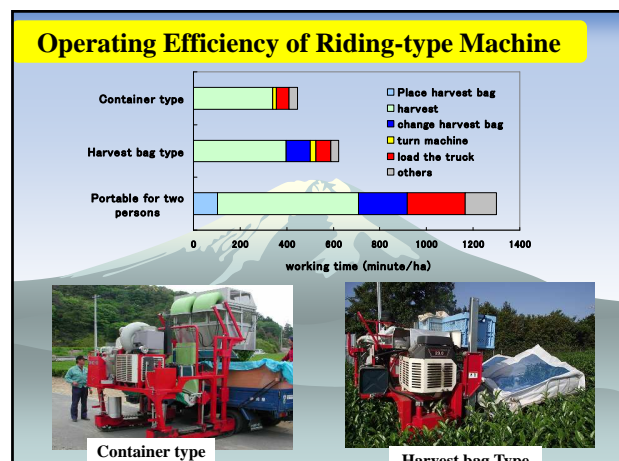 Operating Efficiency of Riding-type Machine
Container type
Harvest bag type
Portable for two
persons
Place harvest bag
harvest
change harvest bag
turn machine
load the truck
others
0 200 400 600 800 1000 1200 1400
working time (minute/ha)
Container type
Harvest bag Type